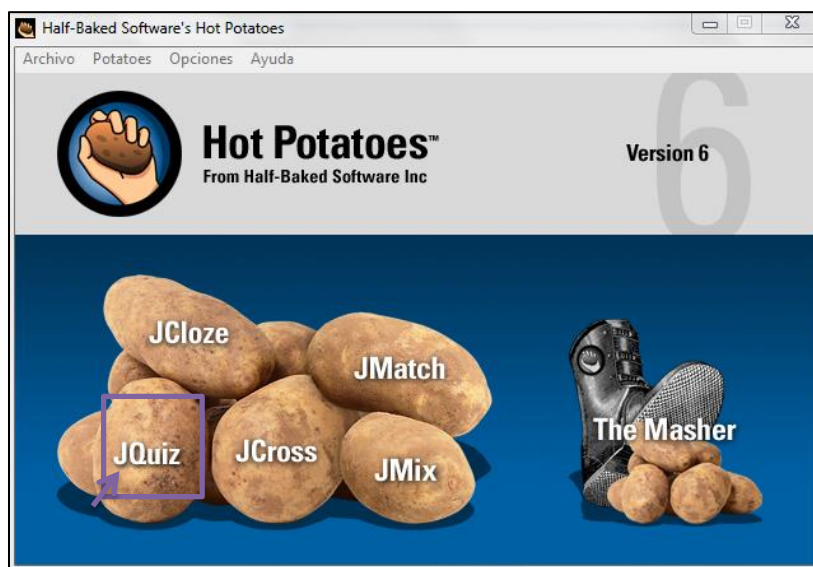 Half-Baked Software's Hot Potatoes
Archivo Potatoes Opciones Ayuda
6
Hot Potatoes™
From Half-Baked Software Inc
Version 6
JCloze
JMatch
JQuiz
JCross
JMix
The Masher